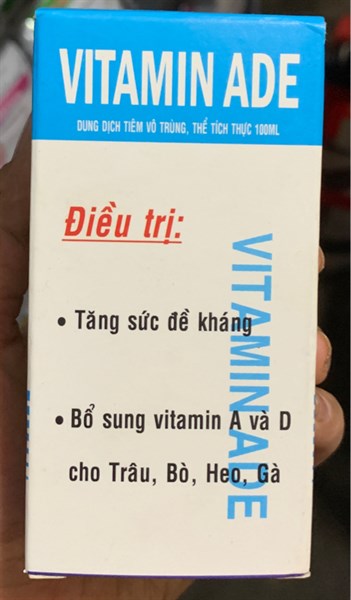 VITAMIN ADE
DUNG DỊCH TIÊM VÔ TRÙNG, THỂ TÍCH THỰC 100ML
Điều trị:
• Tăng sức đề kháng
• Bổ sung vitamin A và D
cho Trâu, Bò, Heo, Gà
VITAMIN ADE